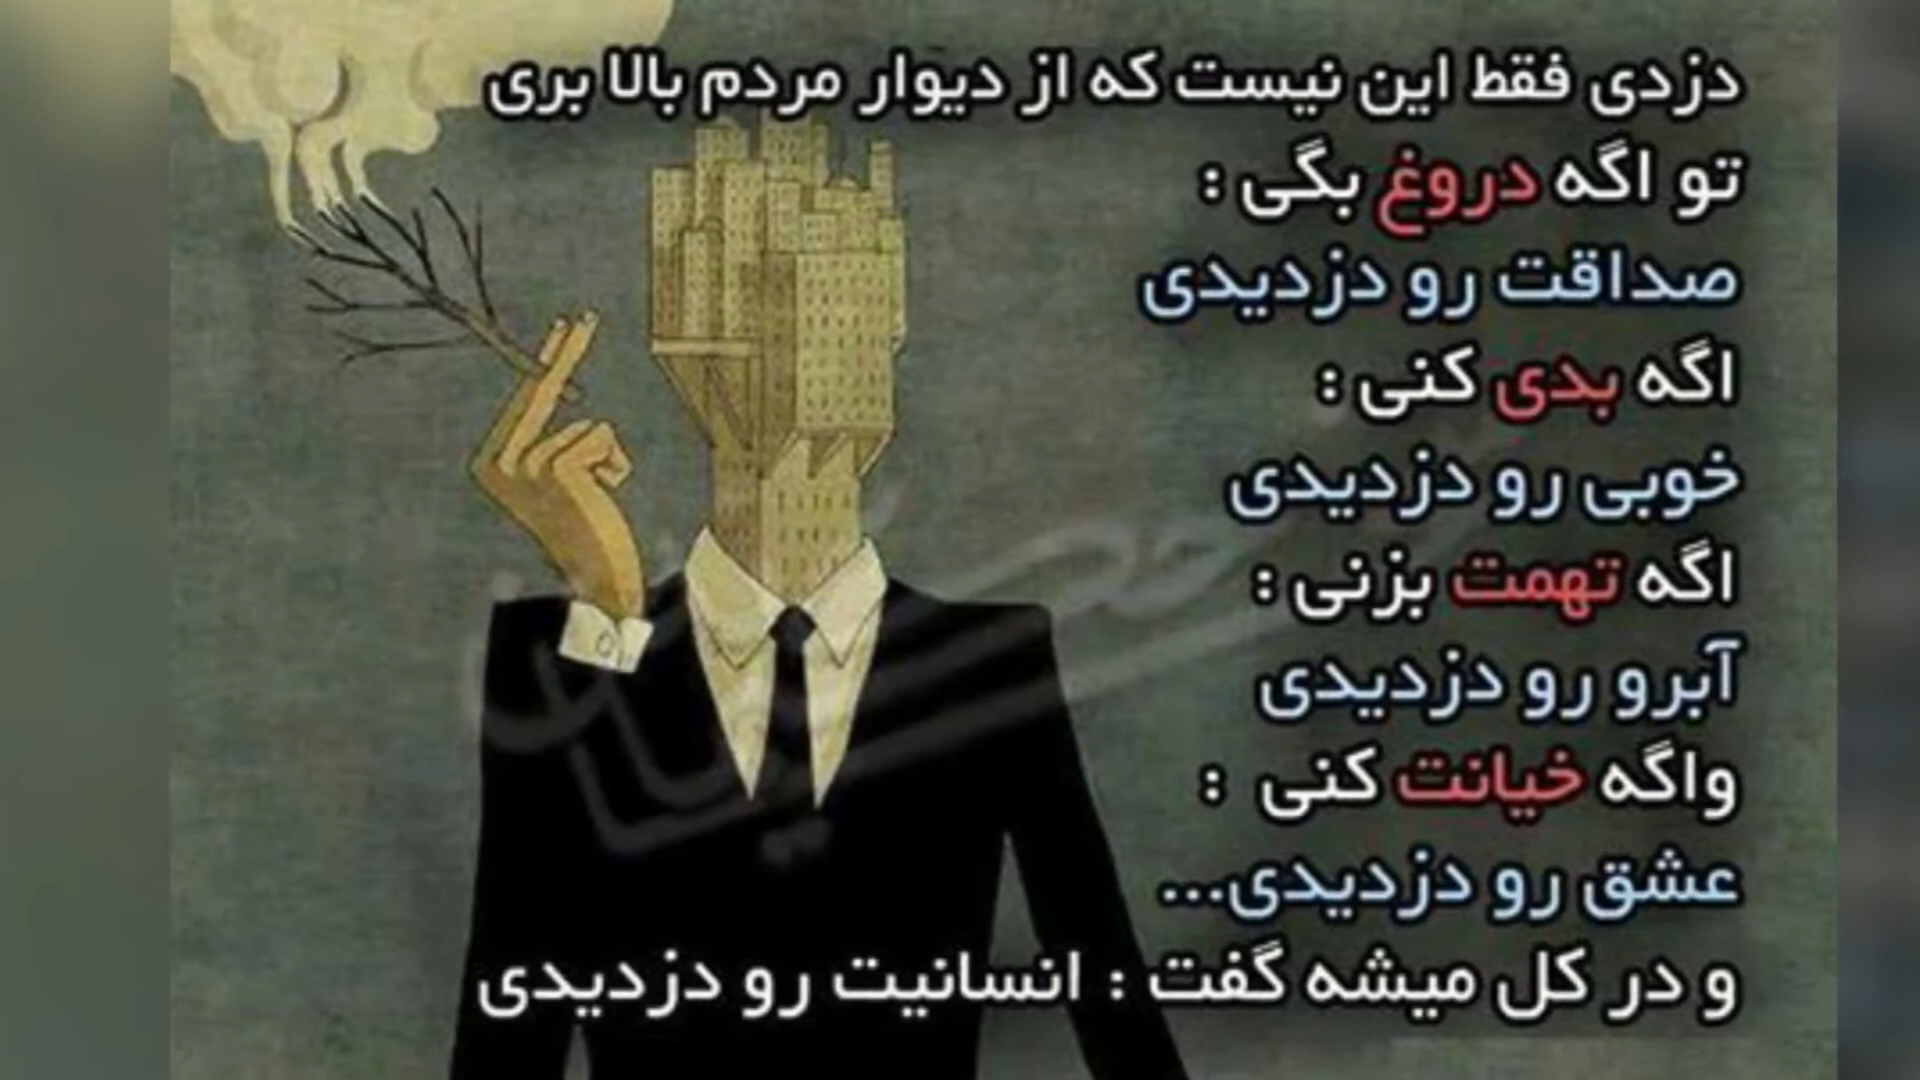 دزدی فقط این نیست که از دیوار مردم بالا بری
تو اگه دروغ بگی :
صداقت رو دزدیدی
اگه بدی کنی :
خوبی رو دزدیدی
اگه تهمت بزنی :
آبرو رو دزدیدی
واگه خیانت کنی :
عشق رو دزدیدی...
و در کل میشه گفت : انسانیت رو دزدیدی